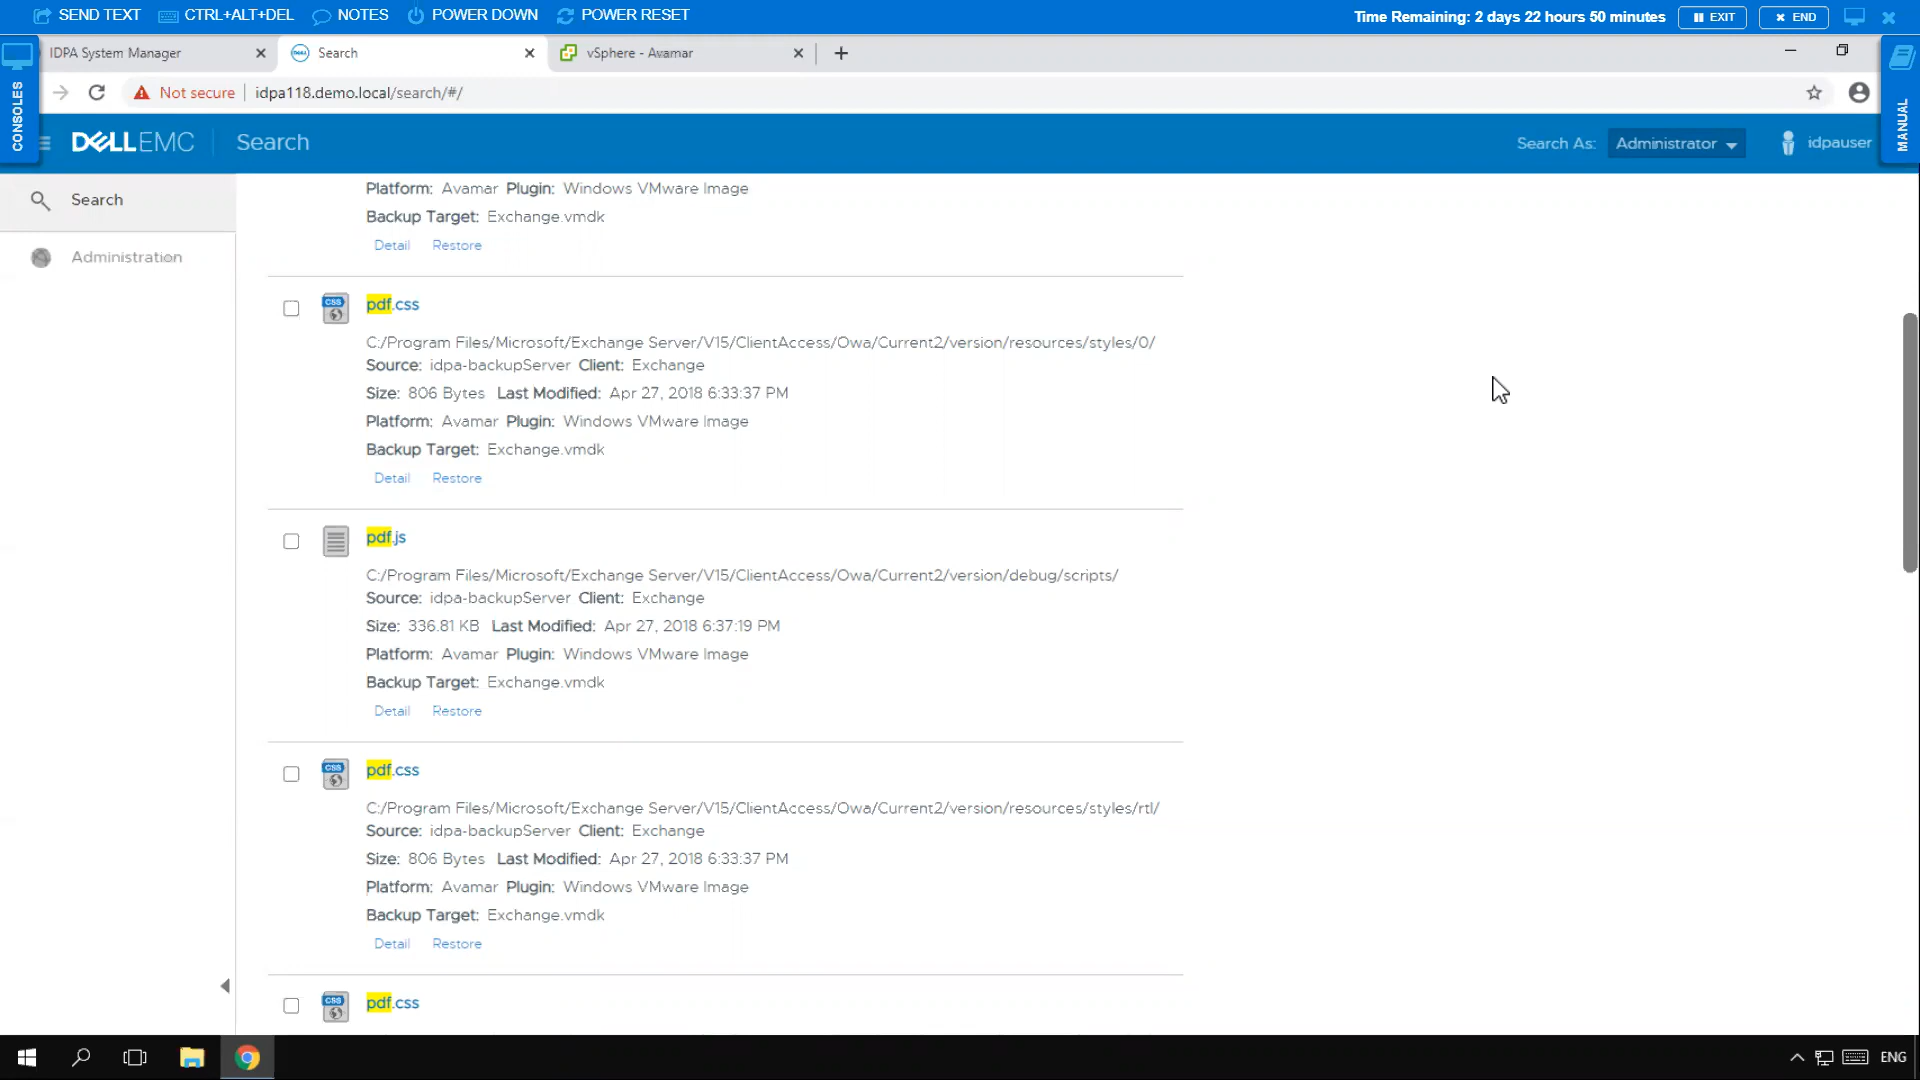 SEND TEXT CTRL+ALT+DEL NOTES POWER DOWN POWER RESET Time Remaining: 2 days 22 hours 50 minutes EXIT END
IDPA System Manager Search vSphere - Avamar
Not secure idpa118.demo.local/search/#/
CONSOLES
MANUAL
DELLEMC Search Search As: Administrator idpauser
Search
Administration
Platform: Avamar Plugin: Windows VMware Image
Backup Target: Exchange.vmdk
Detail Restore
CSS pdf.css
C:/Program Files/Microsoft/Exchange Server/V15/ClientAccess/Owa/Current2/version/resources/styles/0/
Source: idpa-backupServer Client: Exchange
Size: 806 Bytes Last Modified: Apr 27, 2018 6:33:37 PM
Platform: Avamar Plugin: Windows VMware Image
Backup Target: Exchange.vmdk
Detail Restore
pdf.js
C:/Program Files/Microsoft/Exchange Server/V15/ClientAccess/Owa/Current2/version/debug/scripts/
Source: idpa-backupServer Client: Exchange
Size: 336.81 KB Last Modified: Apr 27, 2018 6:37:19 PM
Platform: Avamar Plugin: Windows VMware Image
Backup Target: Exchange.vmdk
Detail Restore
CSS pdf.css
C:/Program Files/Microsoft/Exchange Server/V15/ClientAccess/Owa/Current2/version/resources/styles/rtl/
Source: idpa-backupServer Client: Exchange
Size: 806 Bytes Last Modified: Apr 27, 2018 6:33:37 PM
Platform: Avamar Plugin: Windows VMware Image
Backup Target: Exchange.vmdk
Detail Restore
CSS pdf.css
ENG